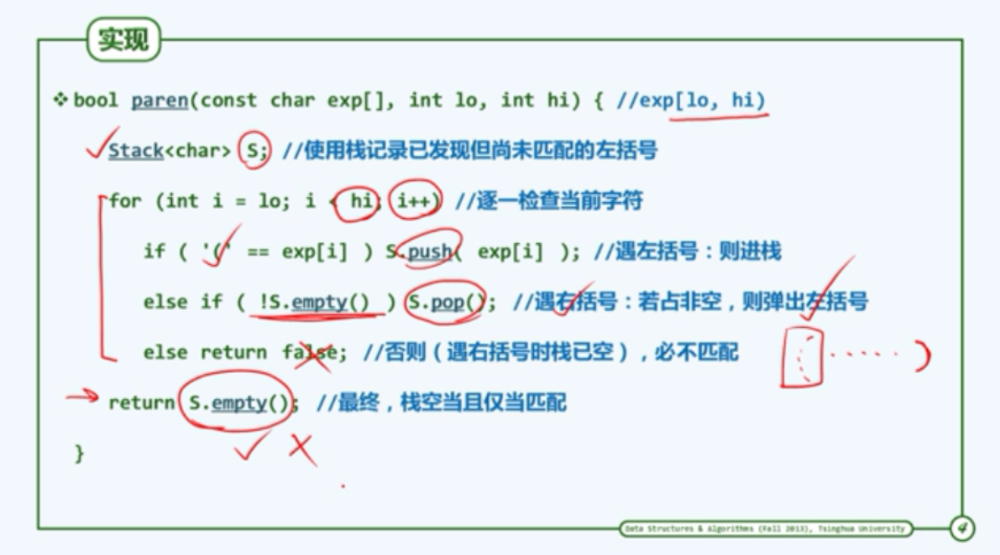 实现
❖ bool paren(const char exp[], int lo, int hi) { //exp[lo, hi)
Stack<char> S; //使用栈记录已发现但尚未匹配的左括号
for (int i = lo; i < hi; i++) //逐一检查当前字符
if ( '(' == exp[i] ) S.push( exp[i] ); //遇左括号：则进栈
else if ( !S.empty() ) S.pop(); //遇右括号：若占非空，则弹出左括号
else return false; //否则（遇右括号时栈已空），必不匹配
return S.empty(); //最终，栈空当且仅当匹配
}
( ······ )
Data Structures & Algorithms (Fall 2013), Tsinghua University
4